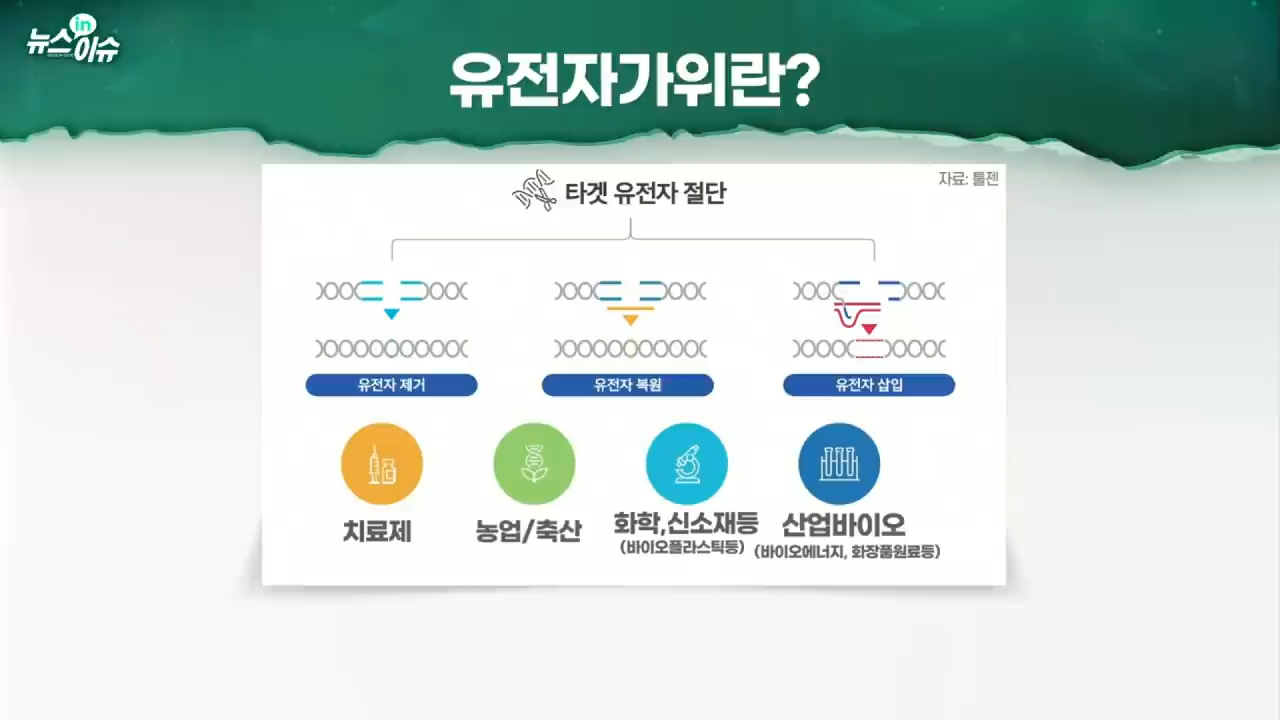 뉴스in이슈
유전자가위란?
자료: 툴젠
타겟 유전자 절단
유전자 제거
유전자 복원
유전자 삽입
치료제
농업/축산
화학,신소재등
(바이오플라스틱등)
산업바이오
(바이오에너지, 화장품원료등)